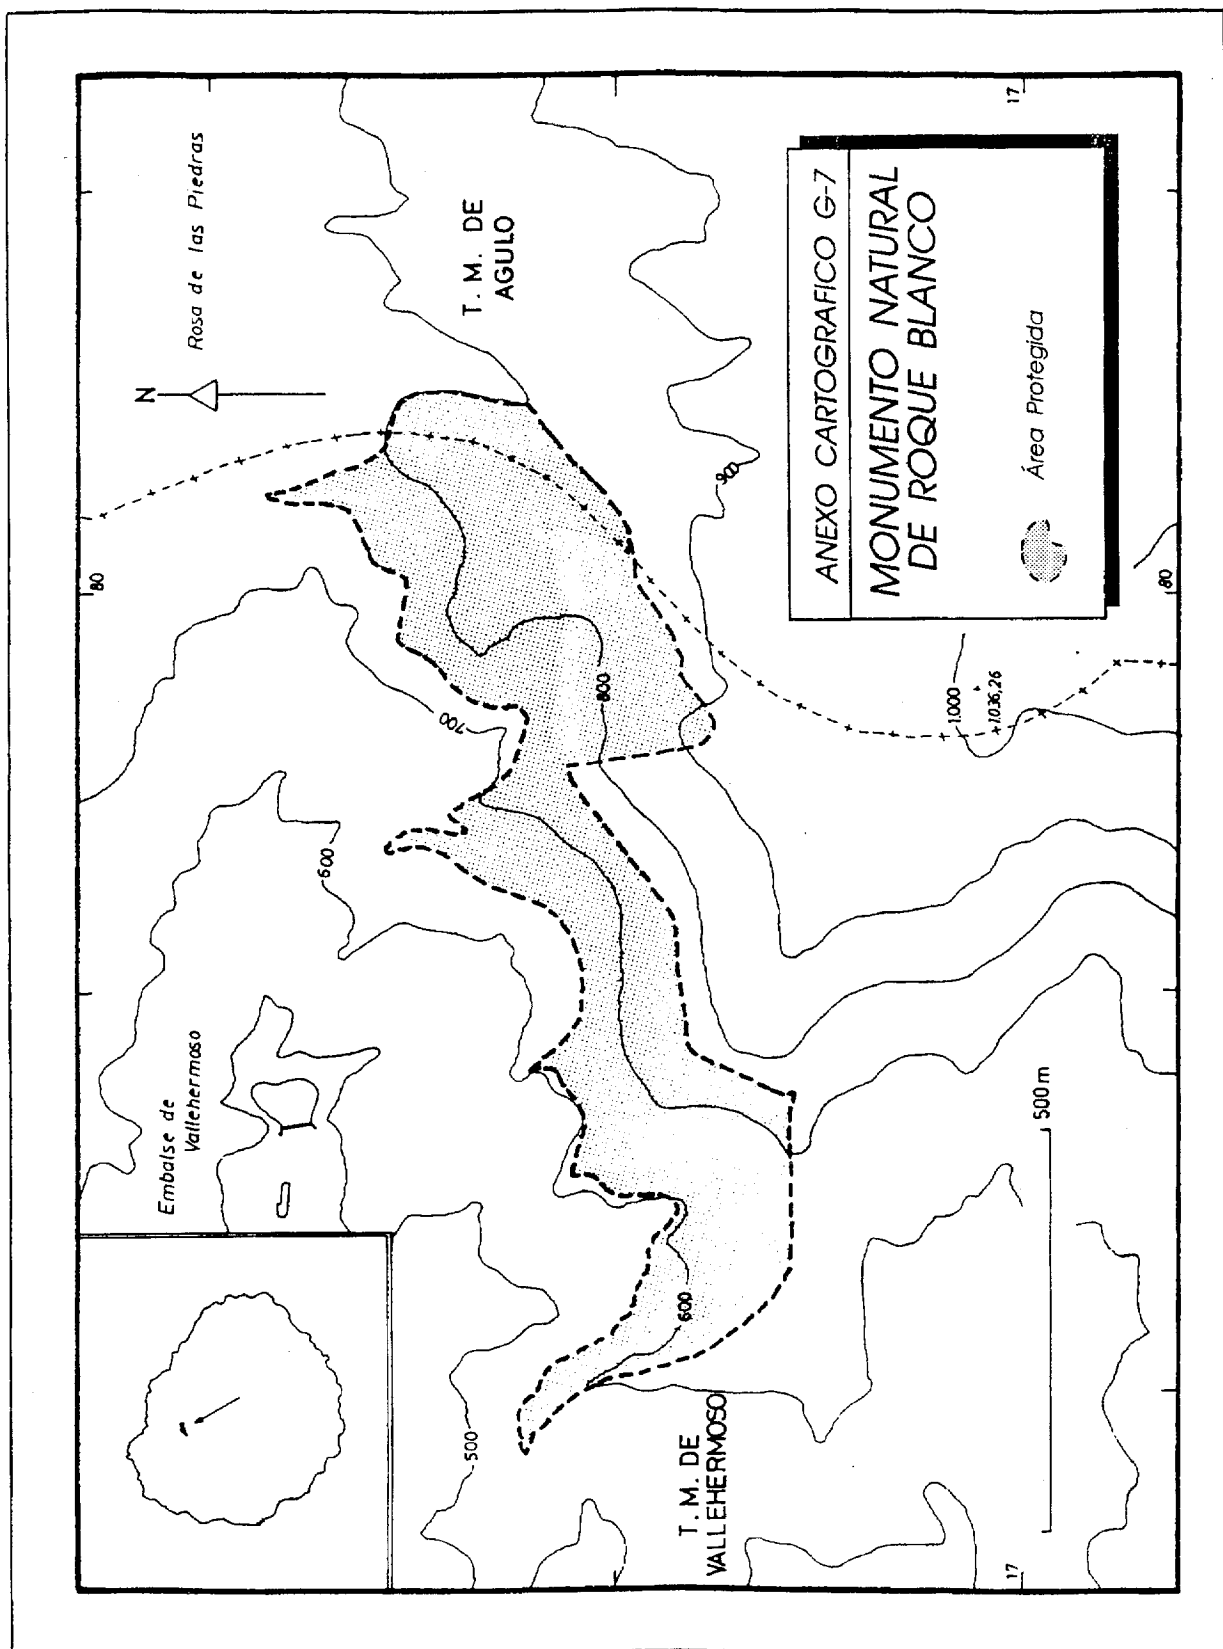 Embalse de
Vallehermoso
Rosa de las Piedras
N
80
T. M. DE
AGULO
700
600
500
800
900
600
1.000
1.036,26
T. M. DE
VALLEHERMOSO
500 m
17
17
80
ANEXO CARTOGRAFICO G-7
MONUMENTO NATURAL
DE ROQUE BLANCO
Área Protegida